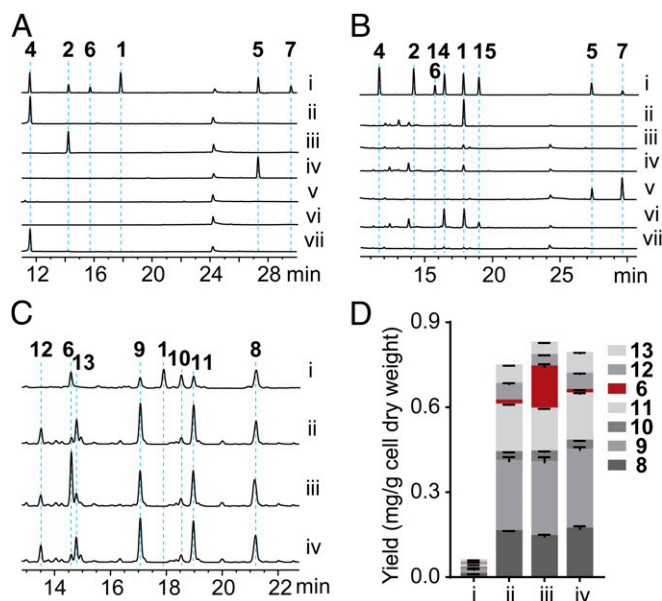 A
4 2 6 1 5 7
i
ii
iii
iv
v
vi
vii
12 16 20 24 28 min
B
4 2 14 1 15 5 7
6
i
ii
iii
iv
v
vi
vii
15 20 25 min
C
12 6 13 9 1 10 11 8
i
ii
iii
iv
14 16 18 20 22 min
D
Yield (mg/g cell dry weight)
0.9
0.6
0.3
0.0
i ii iii iv
13
12
6
11
10
9
8